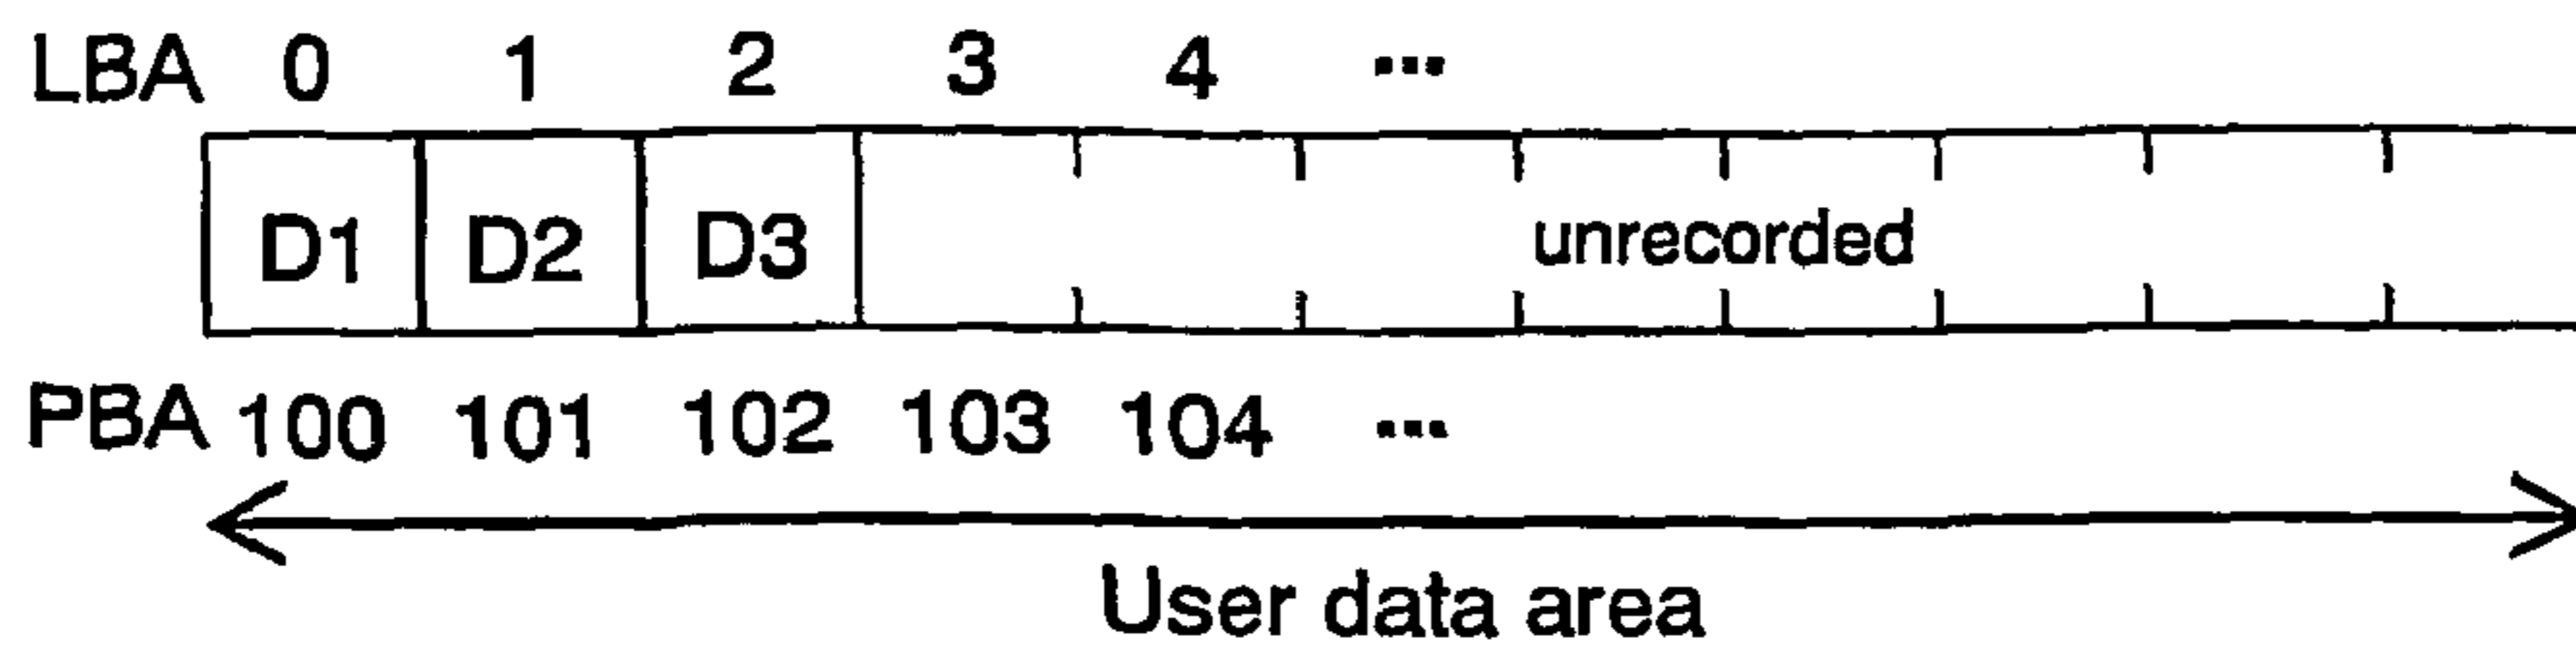 LBA 0 1 2 3 4 ...
D1 D2 D3 unrecorded
PBA 100 101 102 103 104 ...
User data area